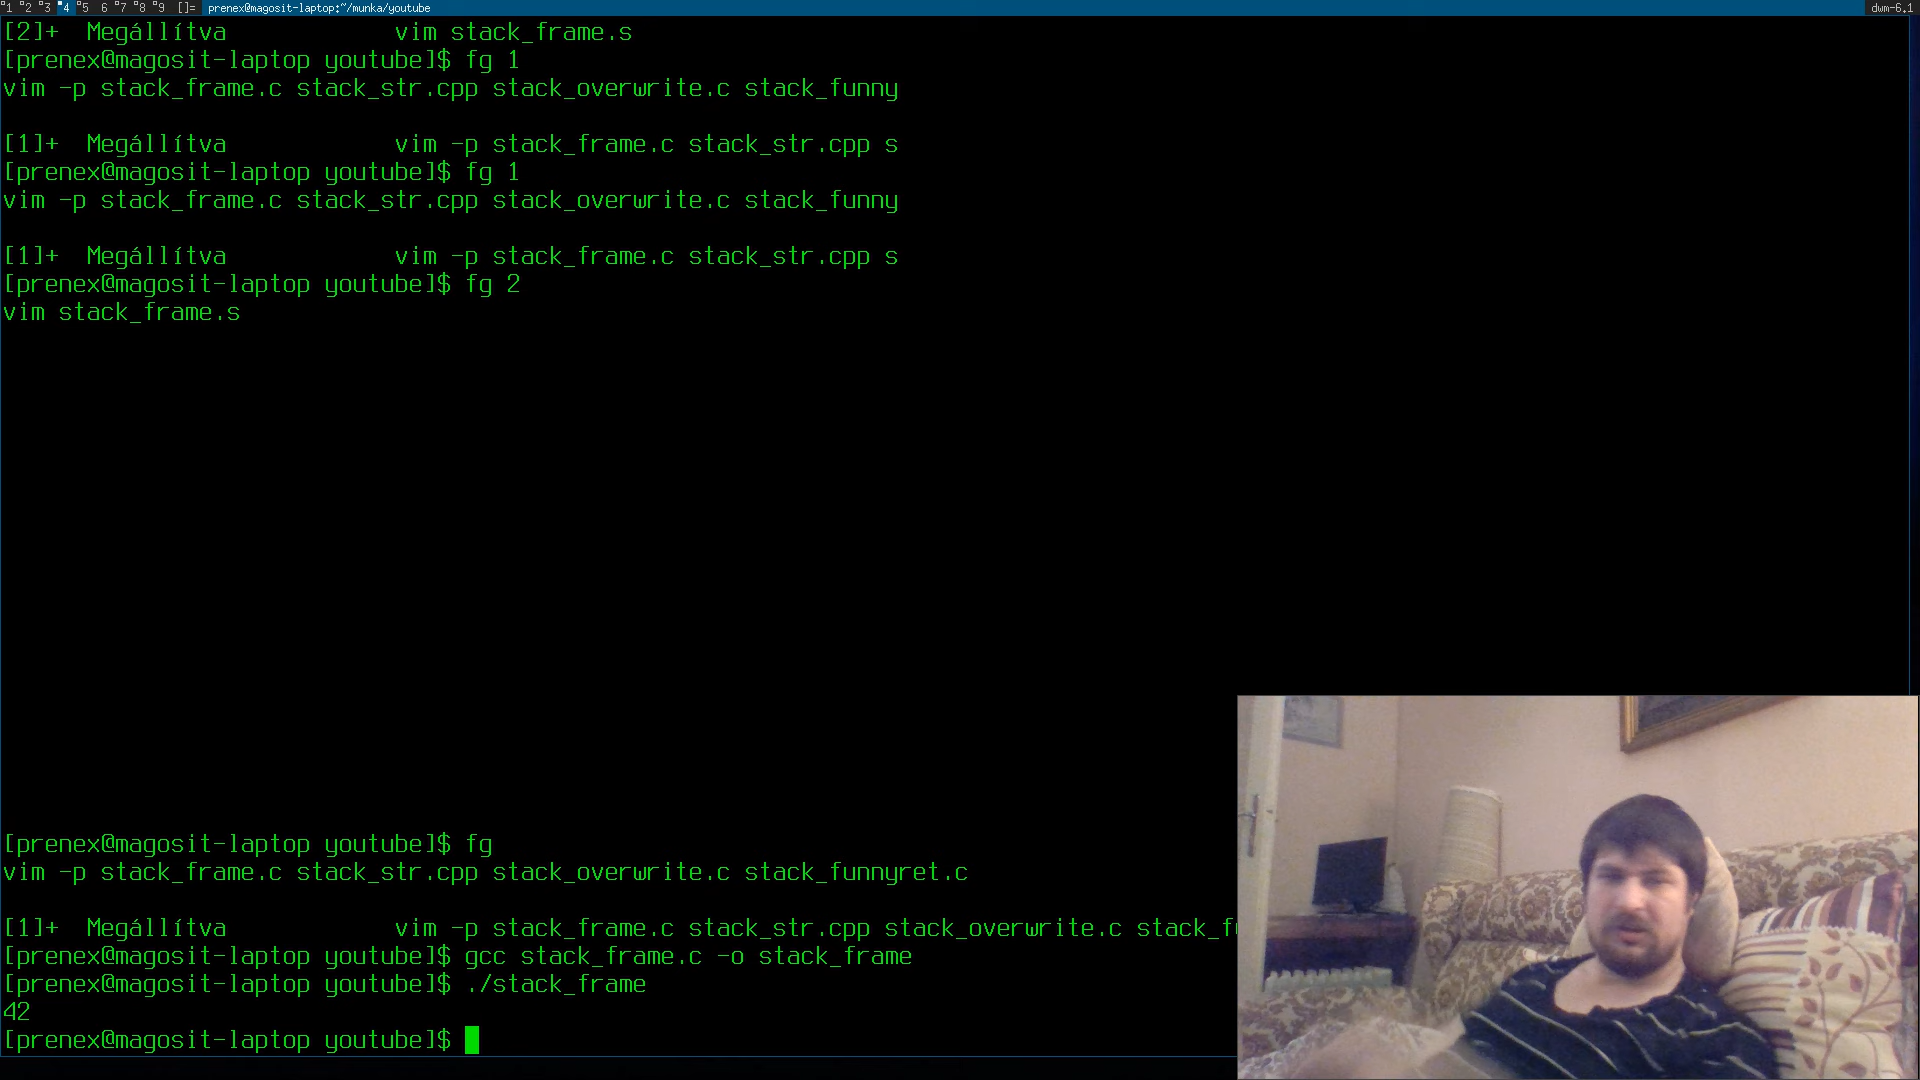 1 2 3 4 5 6 7 8 9 []= prenex@magosit-laptop:~/munka/youtube dwm-6.1
[2]+  Megállítva            vim stack_frame.s
[prenex@magosit-laptop youtube]$ fg 1
vim -p stack_frame.c stack_str.cpp stack_overwrite.c stack_funny
[1]+  Megállítva            vim -p stack_frame.c stack_str.cpp s
[prenex@magosit-laptop youtube]$ fg 1
vim -p stack_frame.c stack_str.cpp stack_overwrite.c stack_funny
[1]+  Megállítva            vim -p stack_frame.c stack_str.cpp s
[prenex@magosit-laptop youtube]$ fg 2
vim stack_frame.s
[prenex@magosit-laptop youtube]$ fg
vim -p stack_frame.c stack_str.cpp stack_overwrite.c stack_funnyret.c
[1]+  Megállítva            vim -p stack_frame.c stack_str.cpp stack_overwrite.c stack_f
[prenex@magosit-laptop youtube]$ gcc stack_frame.c -o stack_frame
[prenex@magosit-laptop youtube]$ ./stack_frame
42
[prenex@magosit-laptop youtube]$